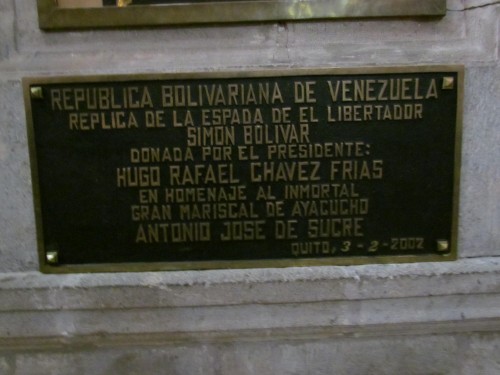 REPUBLICA BOLIVARIANA DE VENEZUELA
REPLICA DE LA ESPADA DE EL LIBERTADOR
SIMON BOLIVAR
DONADA POR EL PRESIDENTE:
HUGO RAFAEL CHAVEZ FRIAS
EN HOMENAJE AL INMORTAL
GRAN MARISCAL DE AYACUCHO
ANTONIO JOSE DE SUCRE
QUITO, 3-2-2002